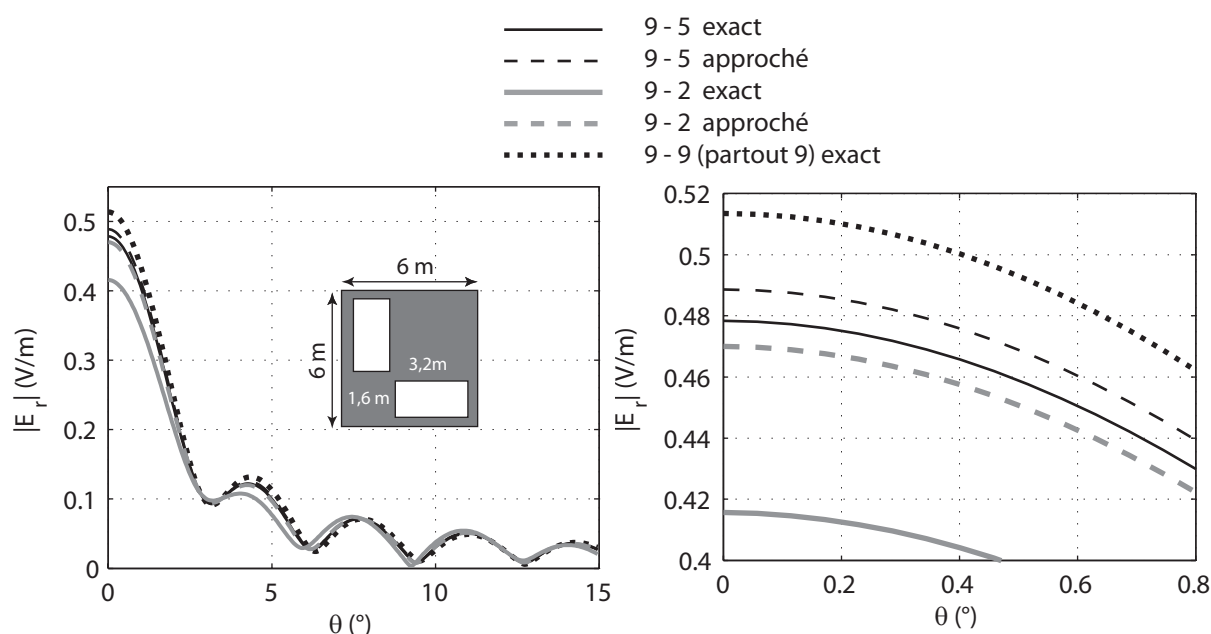 9 - 5 exact
9 - 5 approché
9 - 2 exact
9 - 2 approché
9 - 9 (partout 9) exact
0.5
0.4
0.3
0.2
0.1
0
0
5
10
15
|E_r| (V/m)
θ (°)
6 m
6 m
3,2m
1,6 m
0.52
0.5
0.48
0.46
0.44
0.42
0.4
0
0.2
0.4
0.6
0.8
|E_r| (V/m)
θ (°)